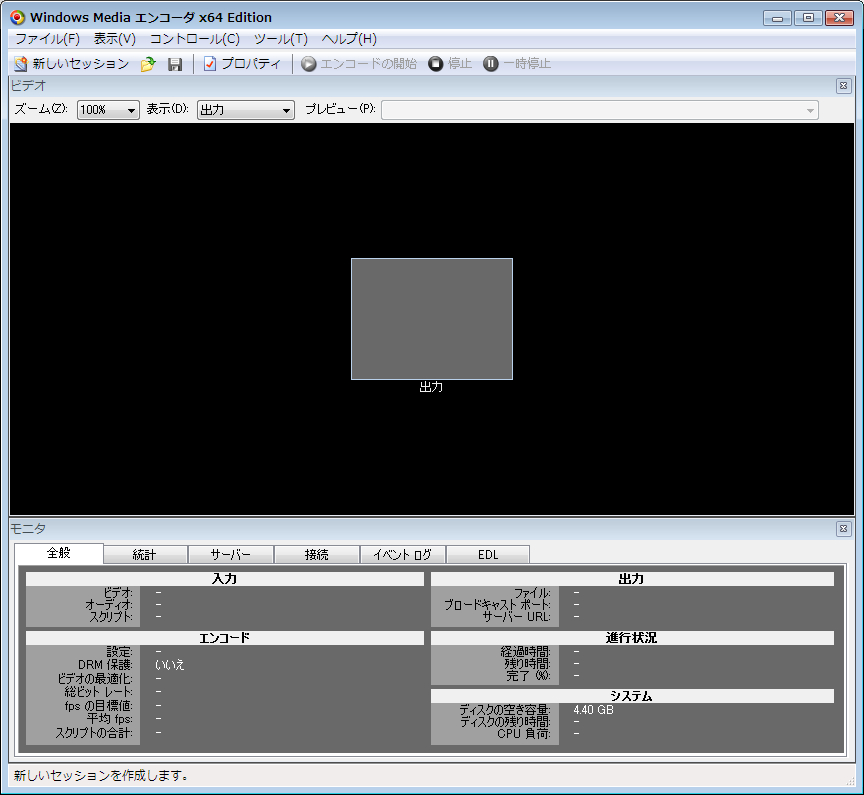 Windows Media エンコーダ x64 Edition
ファイル(F) 表示(V) コントロール(C) ツール(T) ヘルプ(H)
新しいセッション プロパティ エンコードの開始 停止 一時停止
ビデオ
ズーム(Z): 100% 表示(D): 出力 プレビュー(P):
出力
モニタ
全般 統計 サーバー 接続 イベント ログ EDL
入力
ビデオ: -
オーディオ: -
スクリプト: -
エンコード
設定: -
DRM 保護: いいえ
ビデオの最適化: -
総ビット レート: -
fps の目標値: -
平均 fps: -
スクリプトの合計: -
出力
ファイル: -
ブロードキャスト ポート: -
サーバー URL: -
進行状況
経過時間: -
残り時間: -
完了 (%): -
システム
ディスクの空き容量: 4.40 GB
ディスクの残り時間: -
CPU 負荷: -
新しいセッションを作成します。